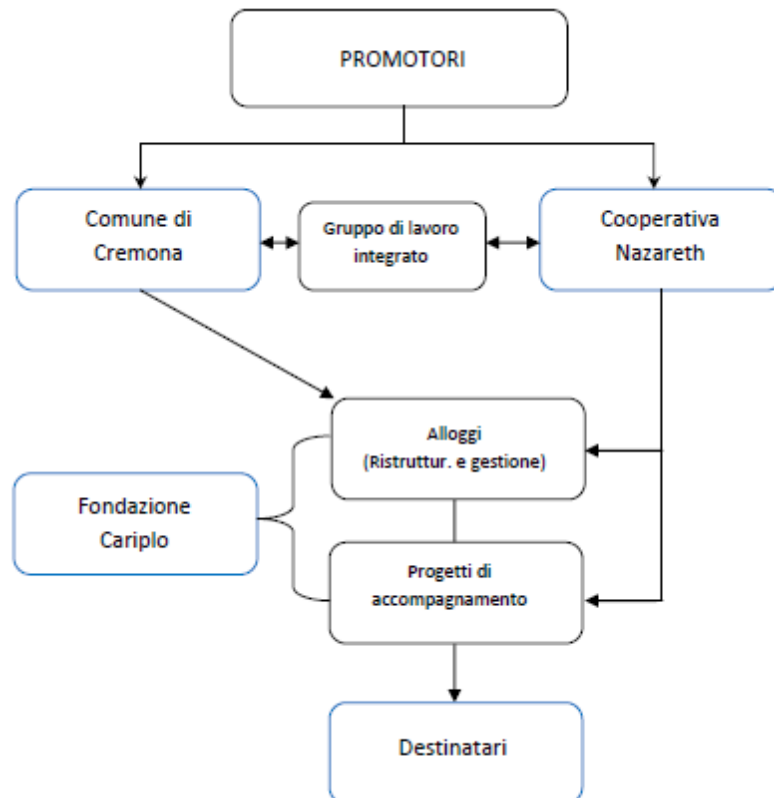 PROMOTORI
Comune di
Cremona
Gruppo di lavoro
integrato
Cooperativa
Nazareth
Alloggi
(Ristruttur. e gestione)
Fondazione
Cariplo
Progetti di
accompagnamento
Destinatari